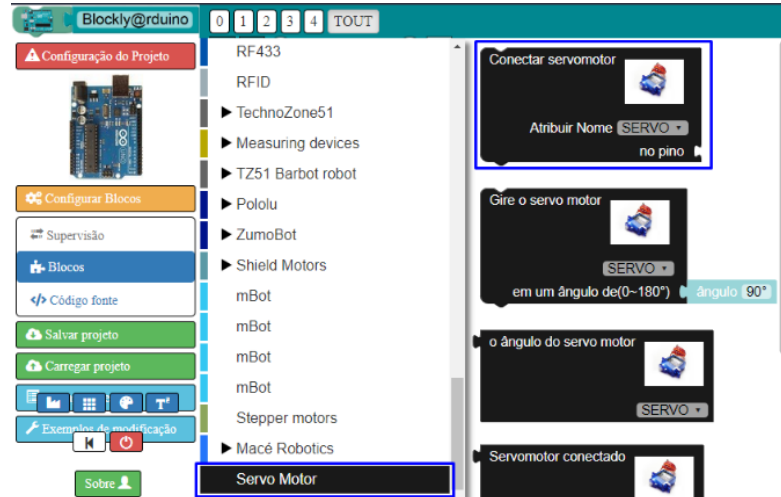 Blockly@rduino
0 1 2 3 4 TOUT
Configuração do Projeto
Configurar Blocos
Supervisão
Blocos
Código fonte
Salvar projeto
Carregar projeto
Exemplos de modificação
Sobre
RF433
RFID
TechnoZone51
Measuring devices
TZ51 Barbot robot
Pololu
ZumoBot
Shield Motors
mBot
mBot
mBot
mBot
Stepper motors
Macé Robotics
Servo Motor
Conectar servomotor
Atribuir Nome SERVO
no pino
Gire o servo motor
SERVO
em um ângulo de(0~180°) ângulo 90°
o ângulo do servo motor
SERVO
Servomotor conectado